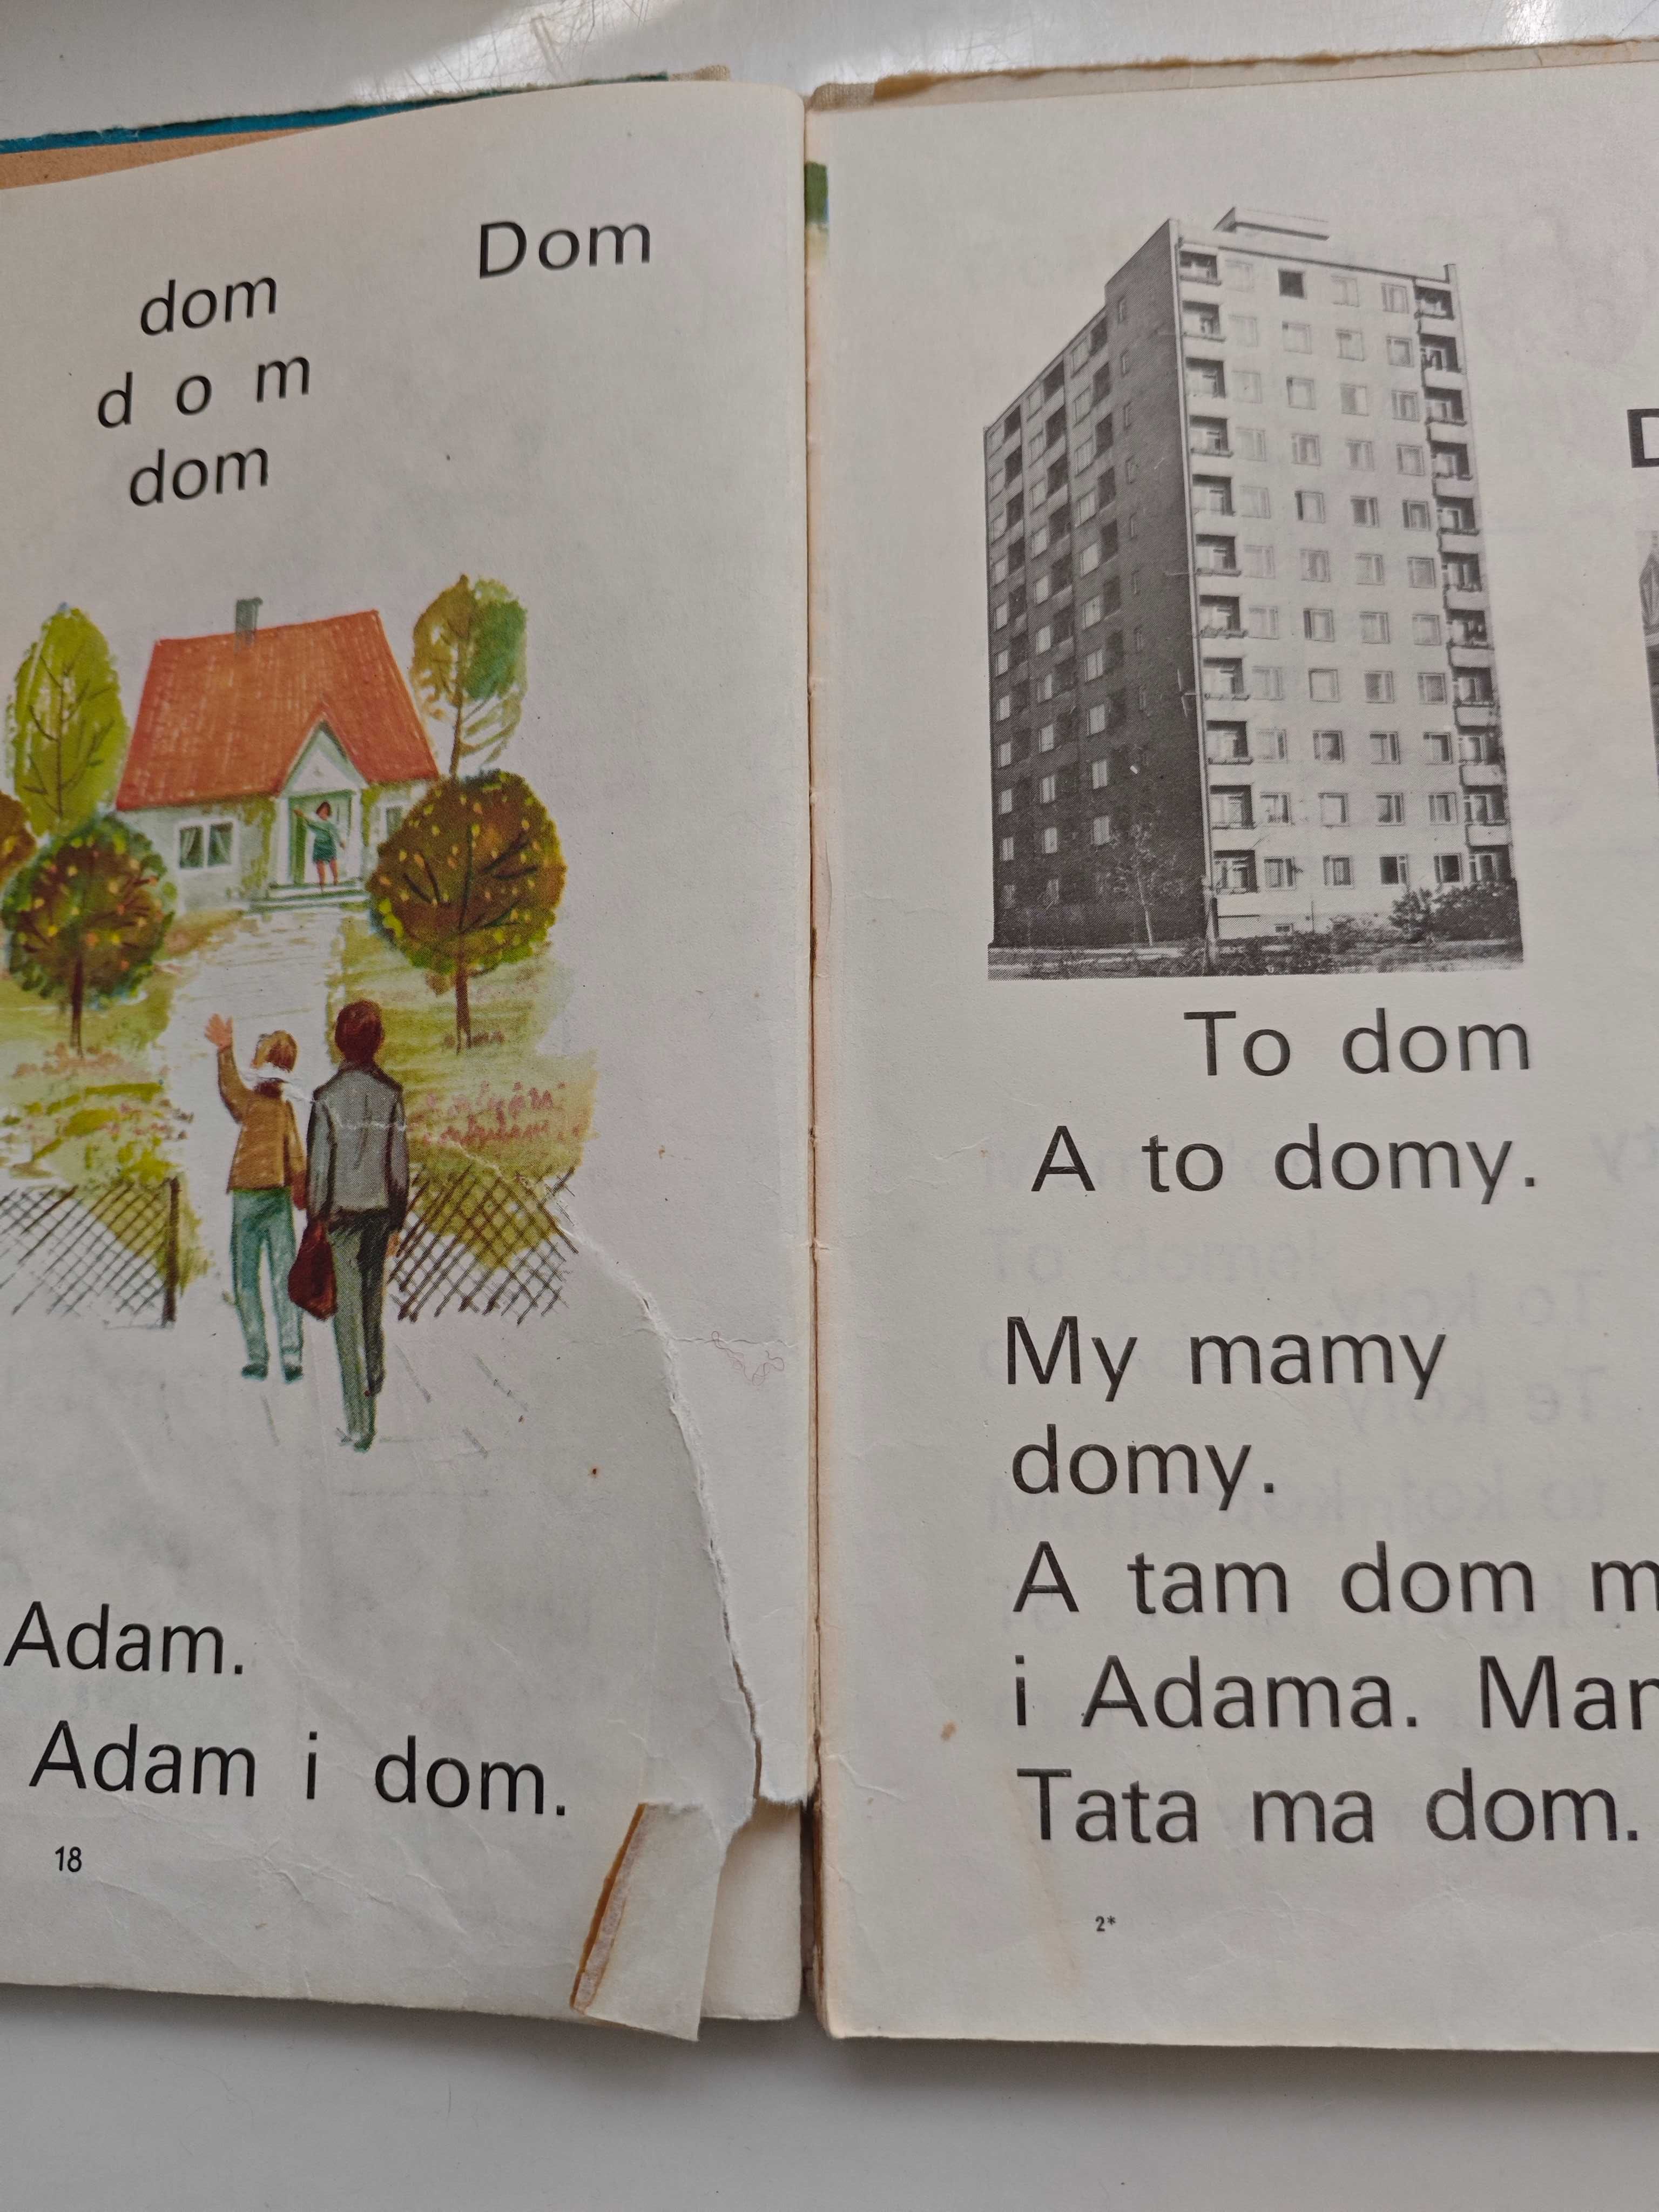 dom
Dom
d o m
dom
Adam.
Adam i dom.
18
To dom
A to domy.
My mamy
domy.
A tam dom
i Adama.
Tata ma dom.
2*